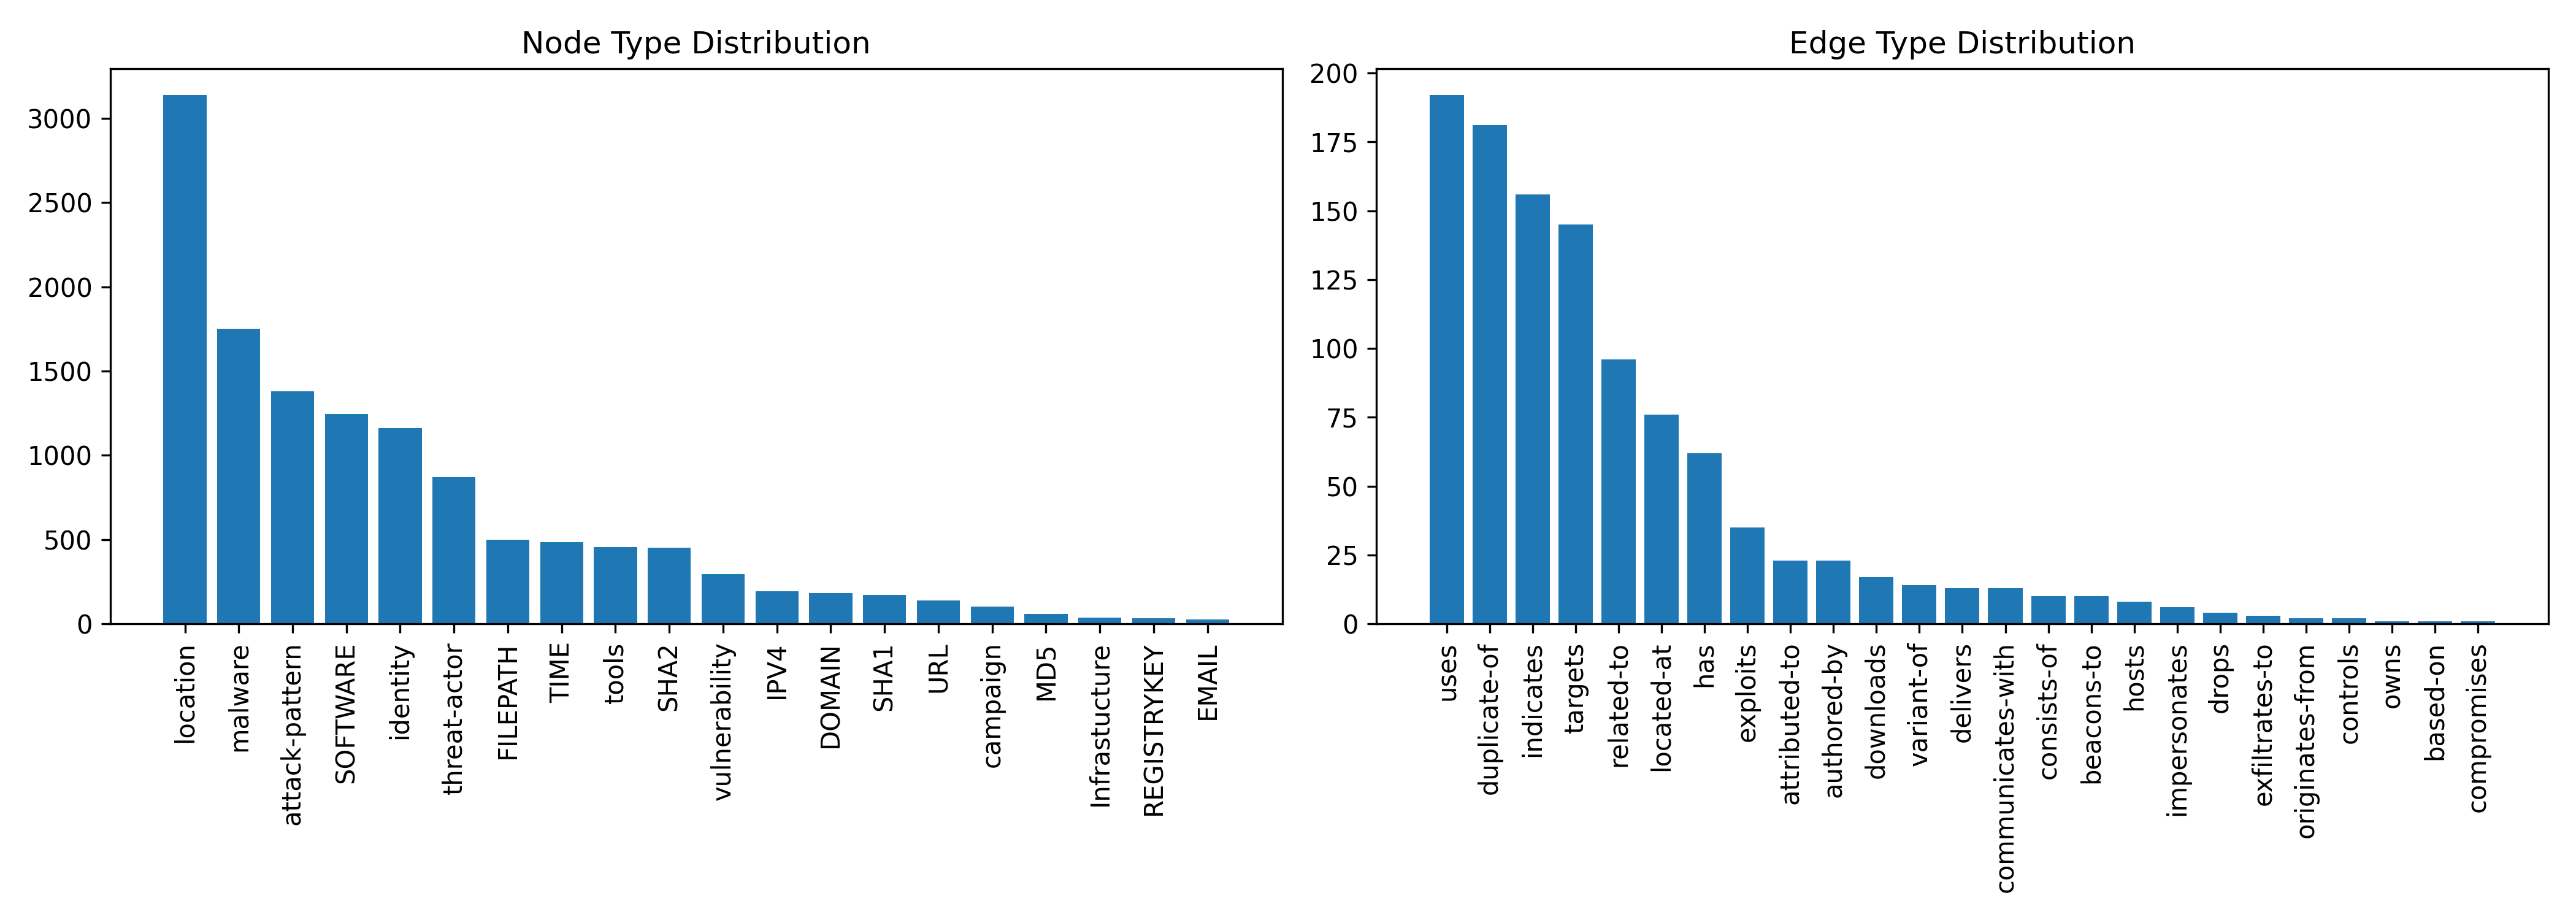 Node Type Distribution
3000
2500
2000
1500
1000
500
0
location
malware
attack-pattern
SOFTWARE
identity
threat-actor
FILEPATH
TIME
tools
SHA2
vulnerability
IPV4
DOMAIN
SHA1
URL
campaign
MD5
Infrastucture
REGISTRYKEY
EMAIL
Edge Type Distribution
200
175
150
125
100
75
50
25
0
uses
duplicate-of
indicates
targets
related-to
located-at
has
exploits
attributed-to
authored-by
downloads
variant-of
delivers
communicates-with
consists-of
beacons-to
hosts
impersonates
drops
exfiltrates-to
originates-from
controls
owns
based-on
compromises